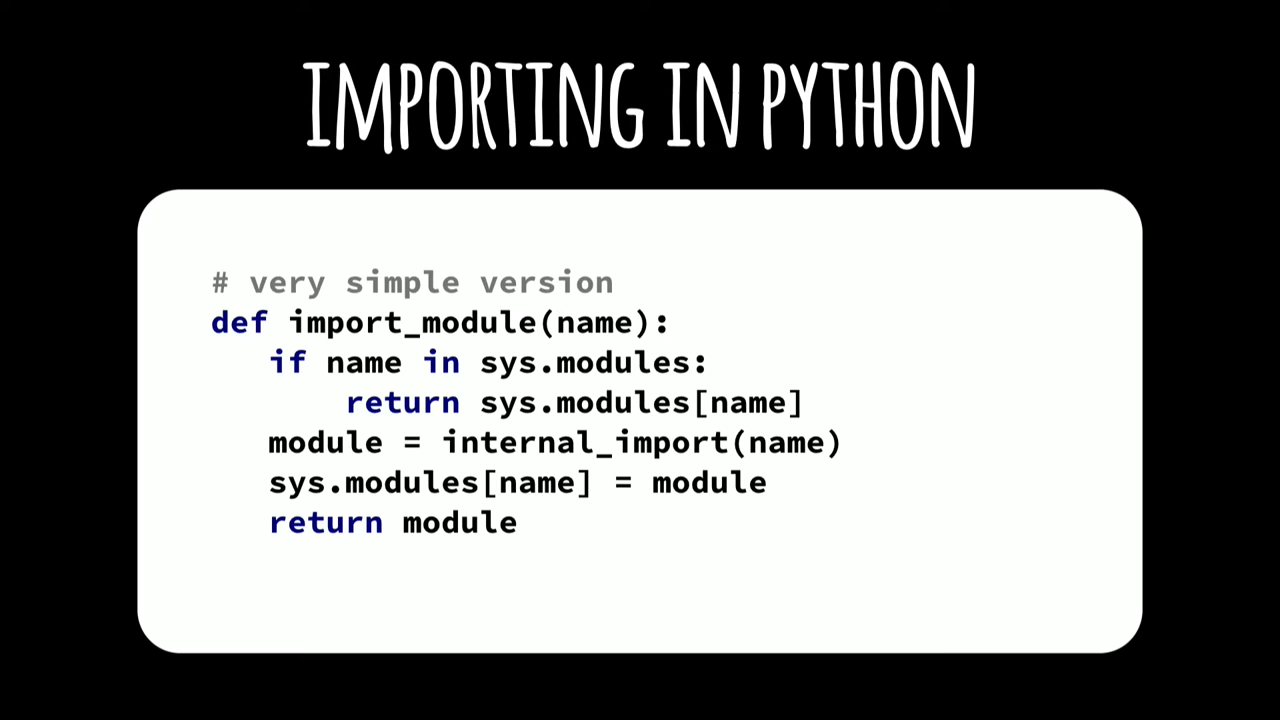 IMPORTING IN PYTHON
# very simple version
def import_module(name):
   if name in sys.modules:
       return sys.modules[name]
   module = internal_import(name)
   sys.modules[name] = module
   return module